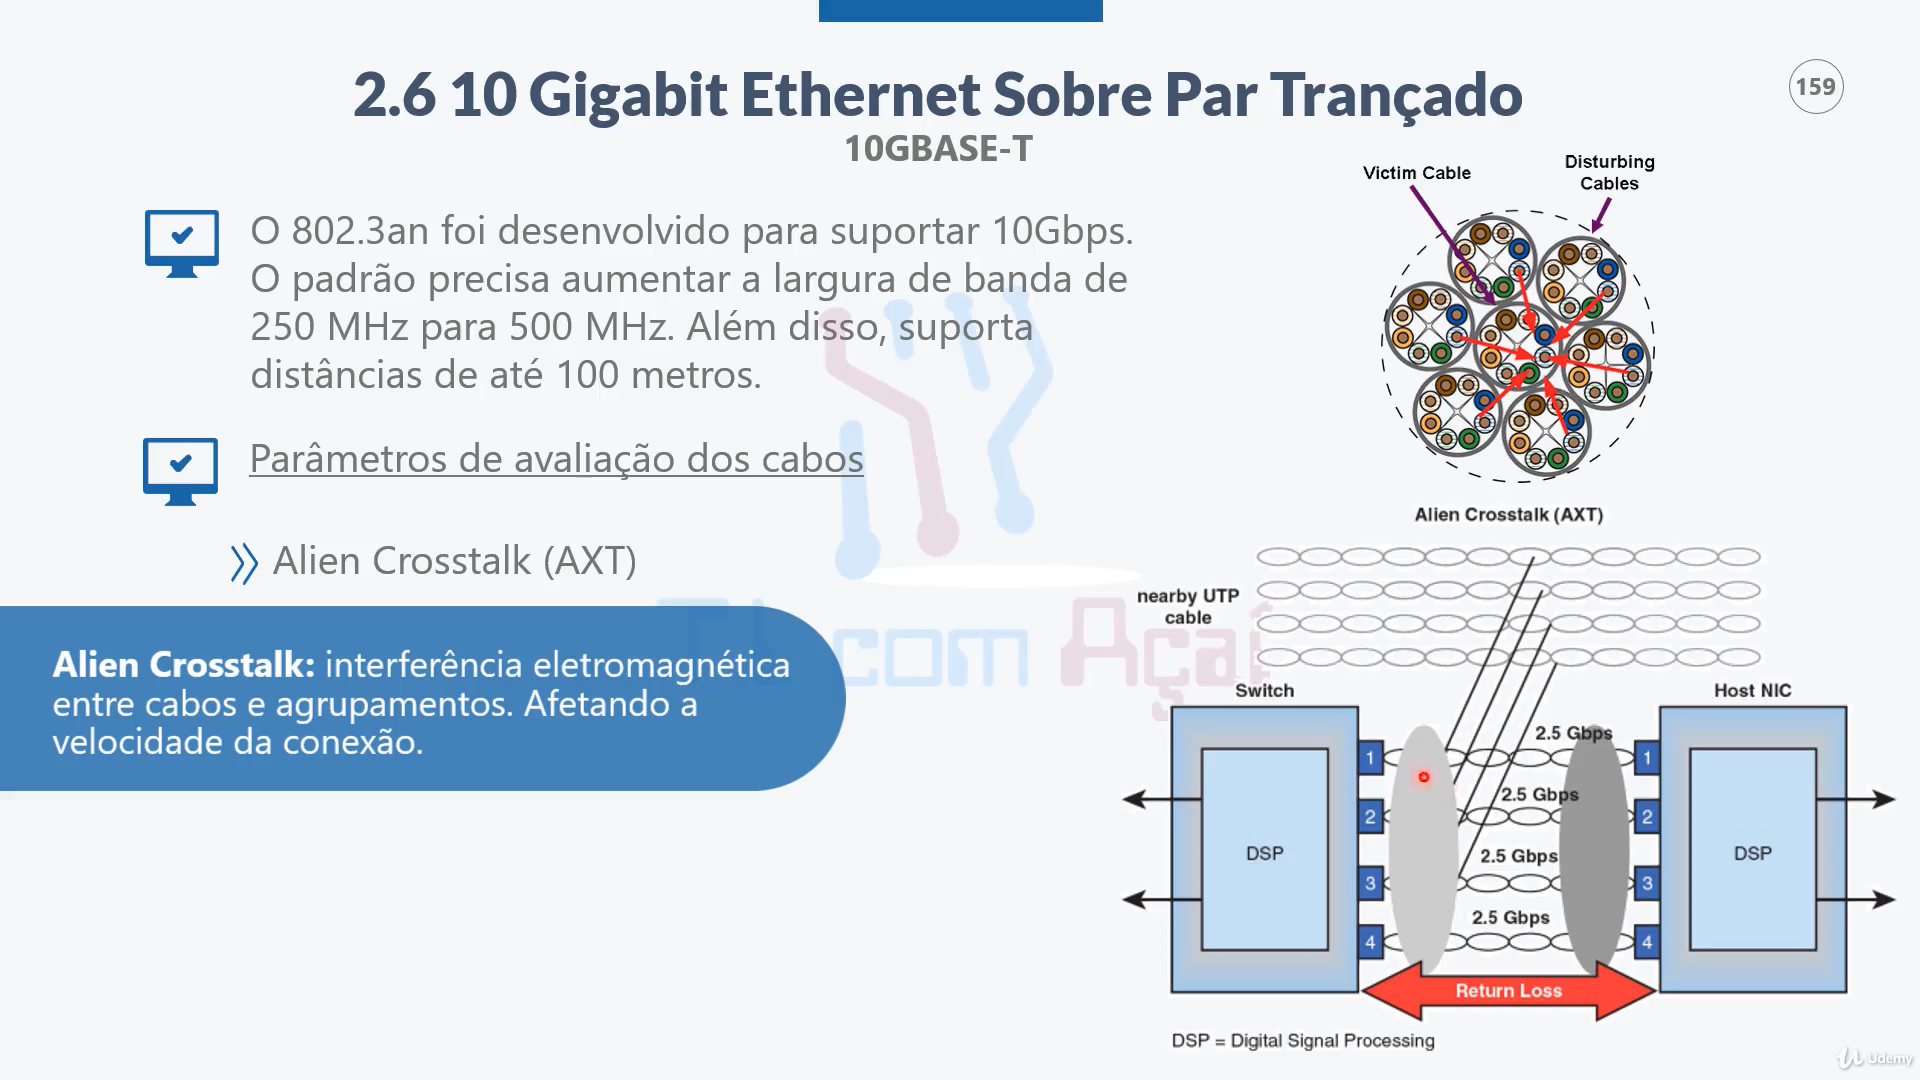 2.6 10 Gigabit Ethernet Sobre Par Trançado
159
10GBASE-T
O 802.3an foi desenvolvido para suportar 10Gbps.
O padrão precisa aumentar a largura de banda de
250 MHz para 500 MHz. Além disso, suporta
distâncias de até 100 metros.
Parâmetros de avaliação dos cabos
Alien Crosstalk (AXT)
Alien Crosstalk: interferência eletromagnética
entre cabos e agrupamentos. Afetando a
velocidade da conexão.
Victim Cable
Disturbing
Cables
Alien Crosstalk (AXT)
nearby UTP
cable
Switch
Host NIC
2.5 Gbps
1
1
2.5 Gbps
2
2
DSP
DSP
2.5 Gbps
3
3
2.5 Gbps
4
4
Return Loss
DSP = Digital Signal Processing
TI com Açaí
Udemy